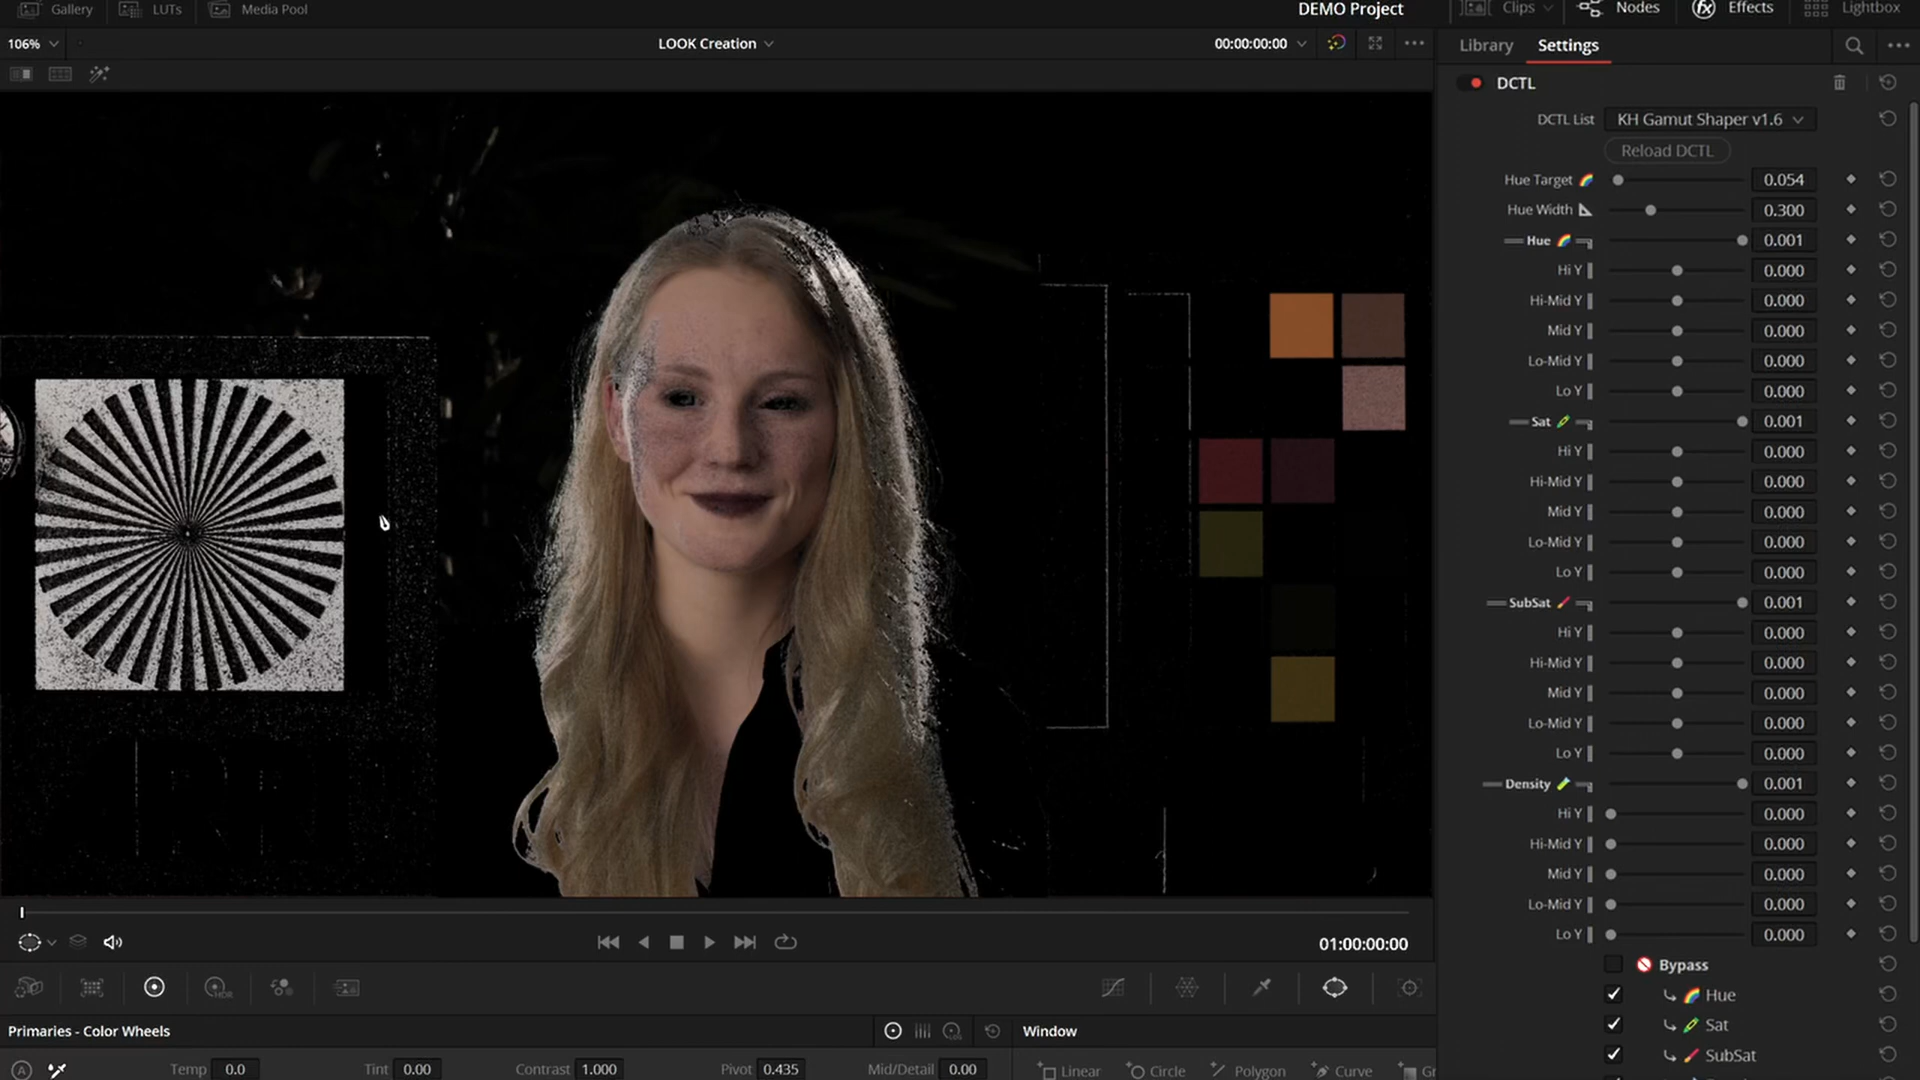 Gallery LUTs Media Pool DEMO Project Clips Nodes fx Effects Lightbox
106% LOOK Creation 00:00:00:00 Library Settings
DCTL
DCTL List KH Gamut Shaper v1.6
Reload DCTL
Hue Target 0.054
Hue Width 0.300
Hue 0.001
Hi Y 0.000
Hi-Mid Y 0.000
Mid Y 0.000
Lo-Mid Y 0.000
Lo Y 0.000
Sat 0.001
Hi Y 0.000
Hi-Mid Y 0.000
Mid Y 0.000
Lo-Mid Y 0.000
Lo Y 0.000
SubSat 0.001
Hi Y 0.000
Hi-Mid Y 0.000
Mid Y 0.000
Lo-Mid Y 0.000
Lo Y 0.000
Density 0.001
Hi Y 0.000
Hi-Mid Y 0.000
Mid Y 0.000
Lo-Mid Y 0.000
Lo Y 0.000
Bypass
Hue
Sat
SubSat
01:00:00:00
HDR
Primaries - Color Wheels
LOG
Window
A Temp 0.0 Tint 0.00 Contrast 1.000 Pivot 0.435 Mid/Detail 0.00
Linear Circle Polygon Curve Gr